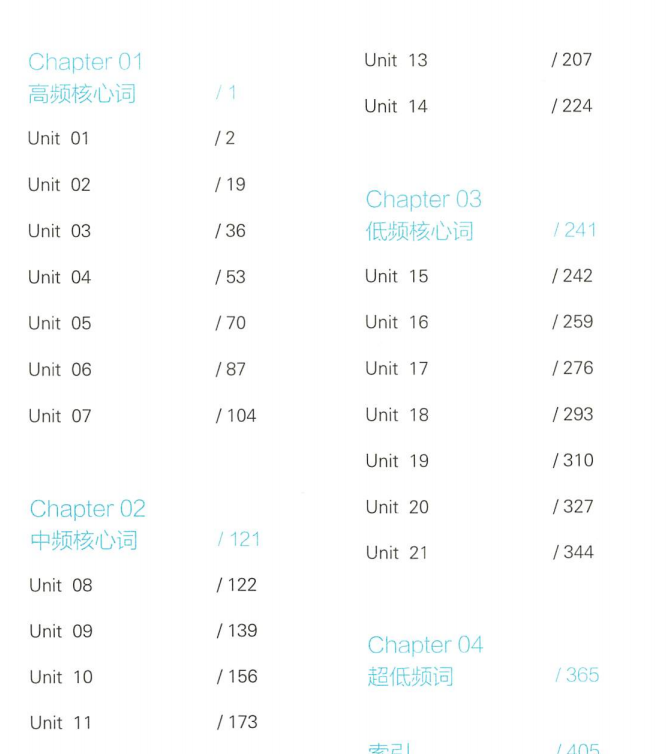 Chapter 01
高频核心词 / 1
Unit 01 / 2
Unit 02 / 19
Unit 03 / 36
Unit 04 / 53
Unit 05 / 70
Unit 06 / 87
Unit 07 / 104
Chapter 02
中频核心词 / 121
Unit 08 / 122
Unit 09 / 139
Unit 10 / 156
Unit 11 / 173
Unit 13 / 207
Unit 14 / 224
Chapter 03
低频核心词 / 241
Unit 15 / 242
Unit 16 / 259
Unit 17 / 276
Unit 18 / 293
Unit 19 / 310
Unit 20 / 327
Unit 21 / 344
Chapter 04
超低频词 / 365
索引 / 405